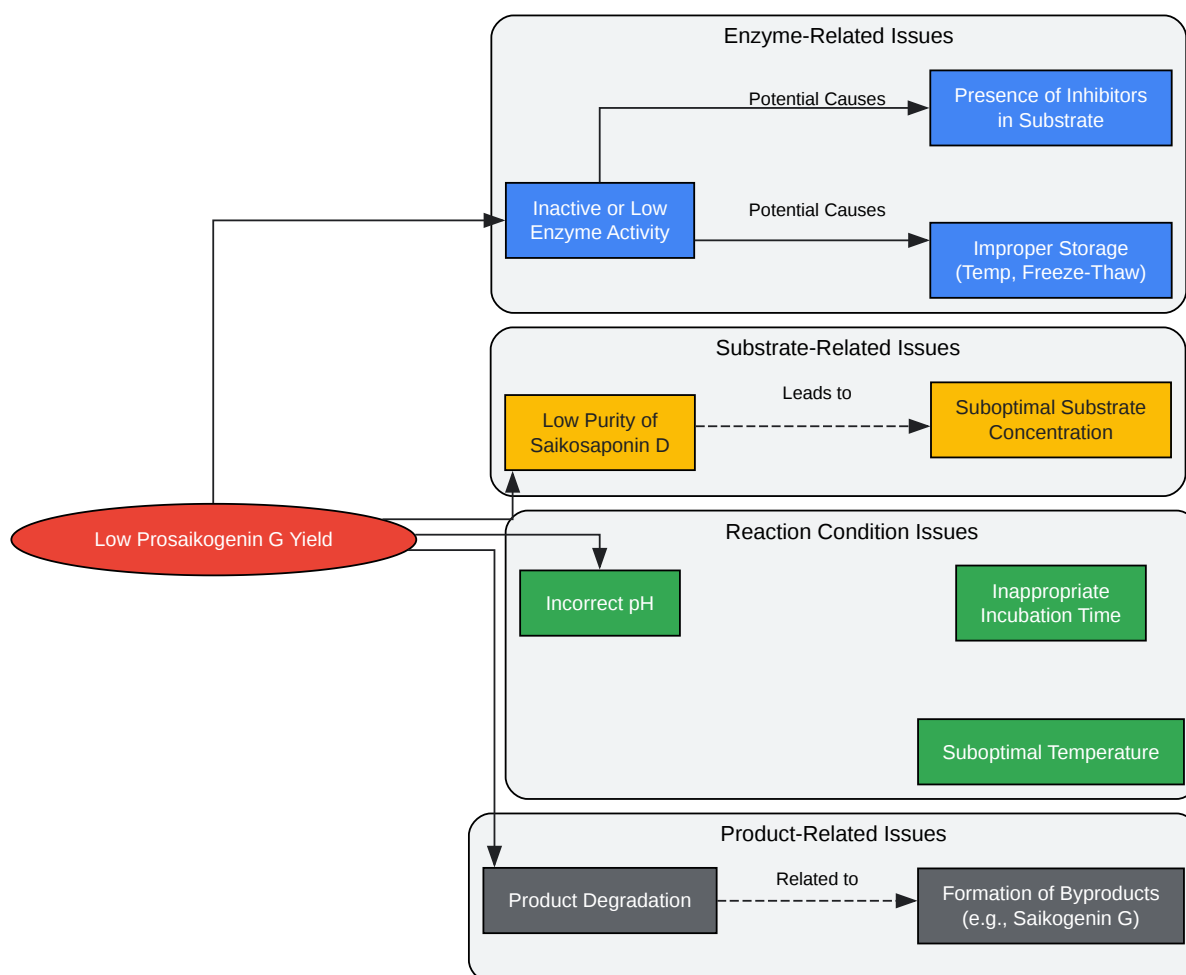 Enzyme-Related Issues
Potential Causes
Presence of Inhibitors
in Substrate
Inactive or Low
Enzyme Activity
Potential Causes
Improper Storage
(Temp, Freeze-Thaw)
Substrate-Related Issues
Low Purity of
Saikosaponin D
Leads to
Suboptimal Substrate
Concentration
Low Prosaikogenin G Yield
Reaction Condition Issues
Incorrect pH
Inappropriate
Incubation Time
Suboptimal Temperature
Product-Related Issues
Product Degradation
Related to
Formation of Byproducts
(e.g., Saikogenin G)